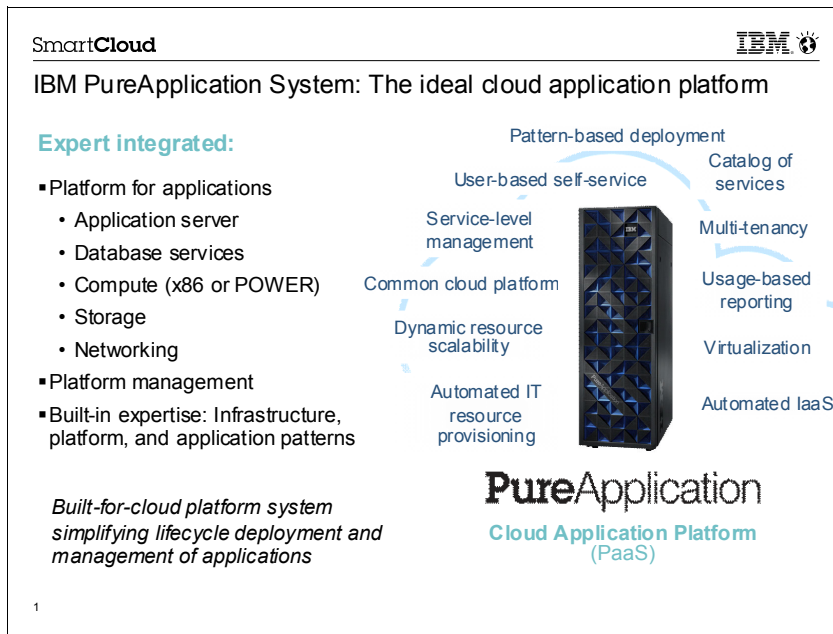 SmartCloud
IBM
IBM PureApplication System: The ideal cloud application platform
Expert integrated:
▪Platform for applications
• Application server
• Database services
• Compute (x86 or POWER)
• Storage
• Networking
▪Platform management
▪Built-in expertise: Infrastructure,
platform, and application patterns
Built-for-cloud platform system
simplifying lifecycle deployment and
management of applications
Pattern-based deployment
Catalog of
services
User-based self-service
Service-level
management
Multi-tenancy
Common cloud platform
Usage-based
reporting
Dynamic resource
scalability
Virtualization
Automated IT
resource
provisioning
Automated IaaS
IBM
PureApplication
Cloud Application Platform
(PaaS)
1